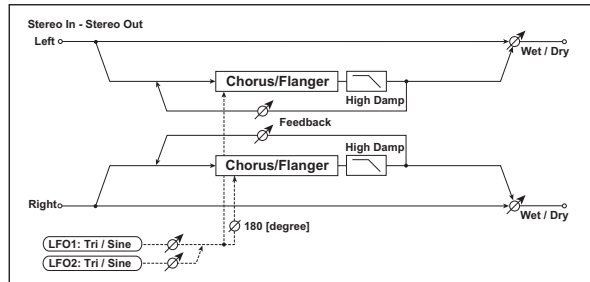 Stereo In - Stereo Out
Left
Wet / Dry
Chorus/Flanger
High Damp
Feedback
High Damp
Chorus/Flanger
Right
Wet / Dry
180 [degree]
LFO1: Tri / Sine
LFO2: Tri / Sine